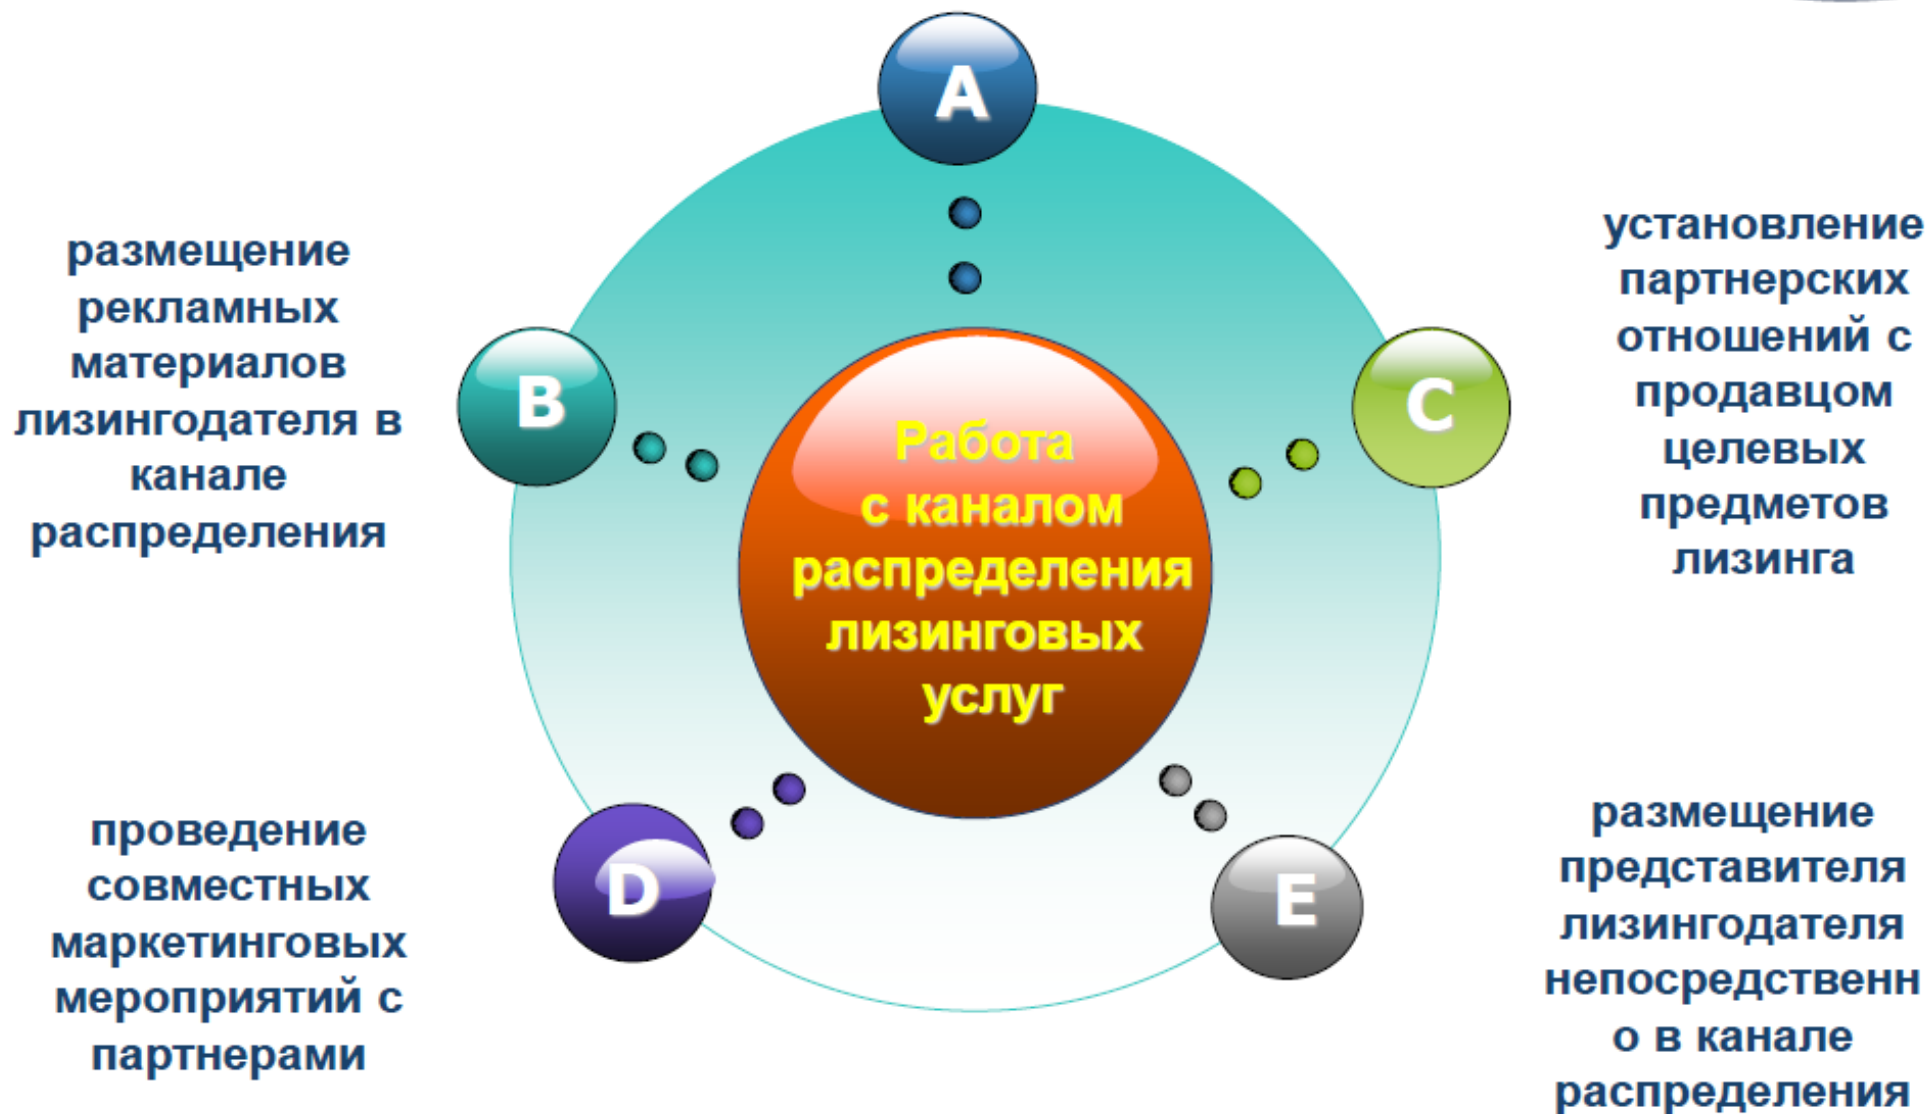 A
размещение
рекламных
материалов
лизингодателя в
канале
распределения
B
установление
партнерских
отношений с
продавцом
целевых
предметов
лизинга
C
Работа
с каналом
распределения
лизинговых
услуг
проведение
совместных
маркетинговых
мероприятий с
партнерами
D
размещение
представителя
лизингодателя
непосредственн
о в канале
распределения
E